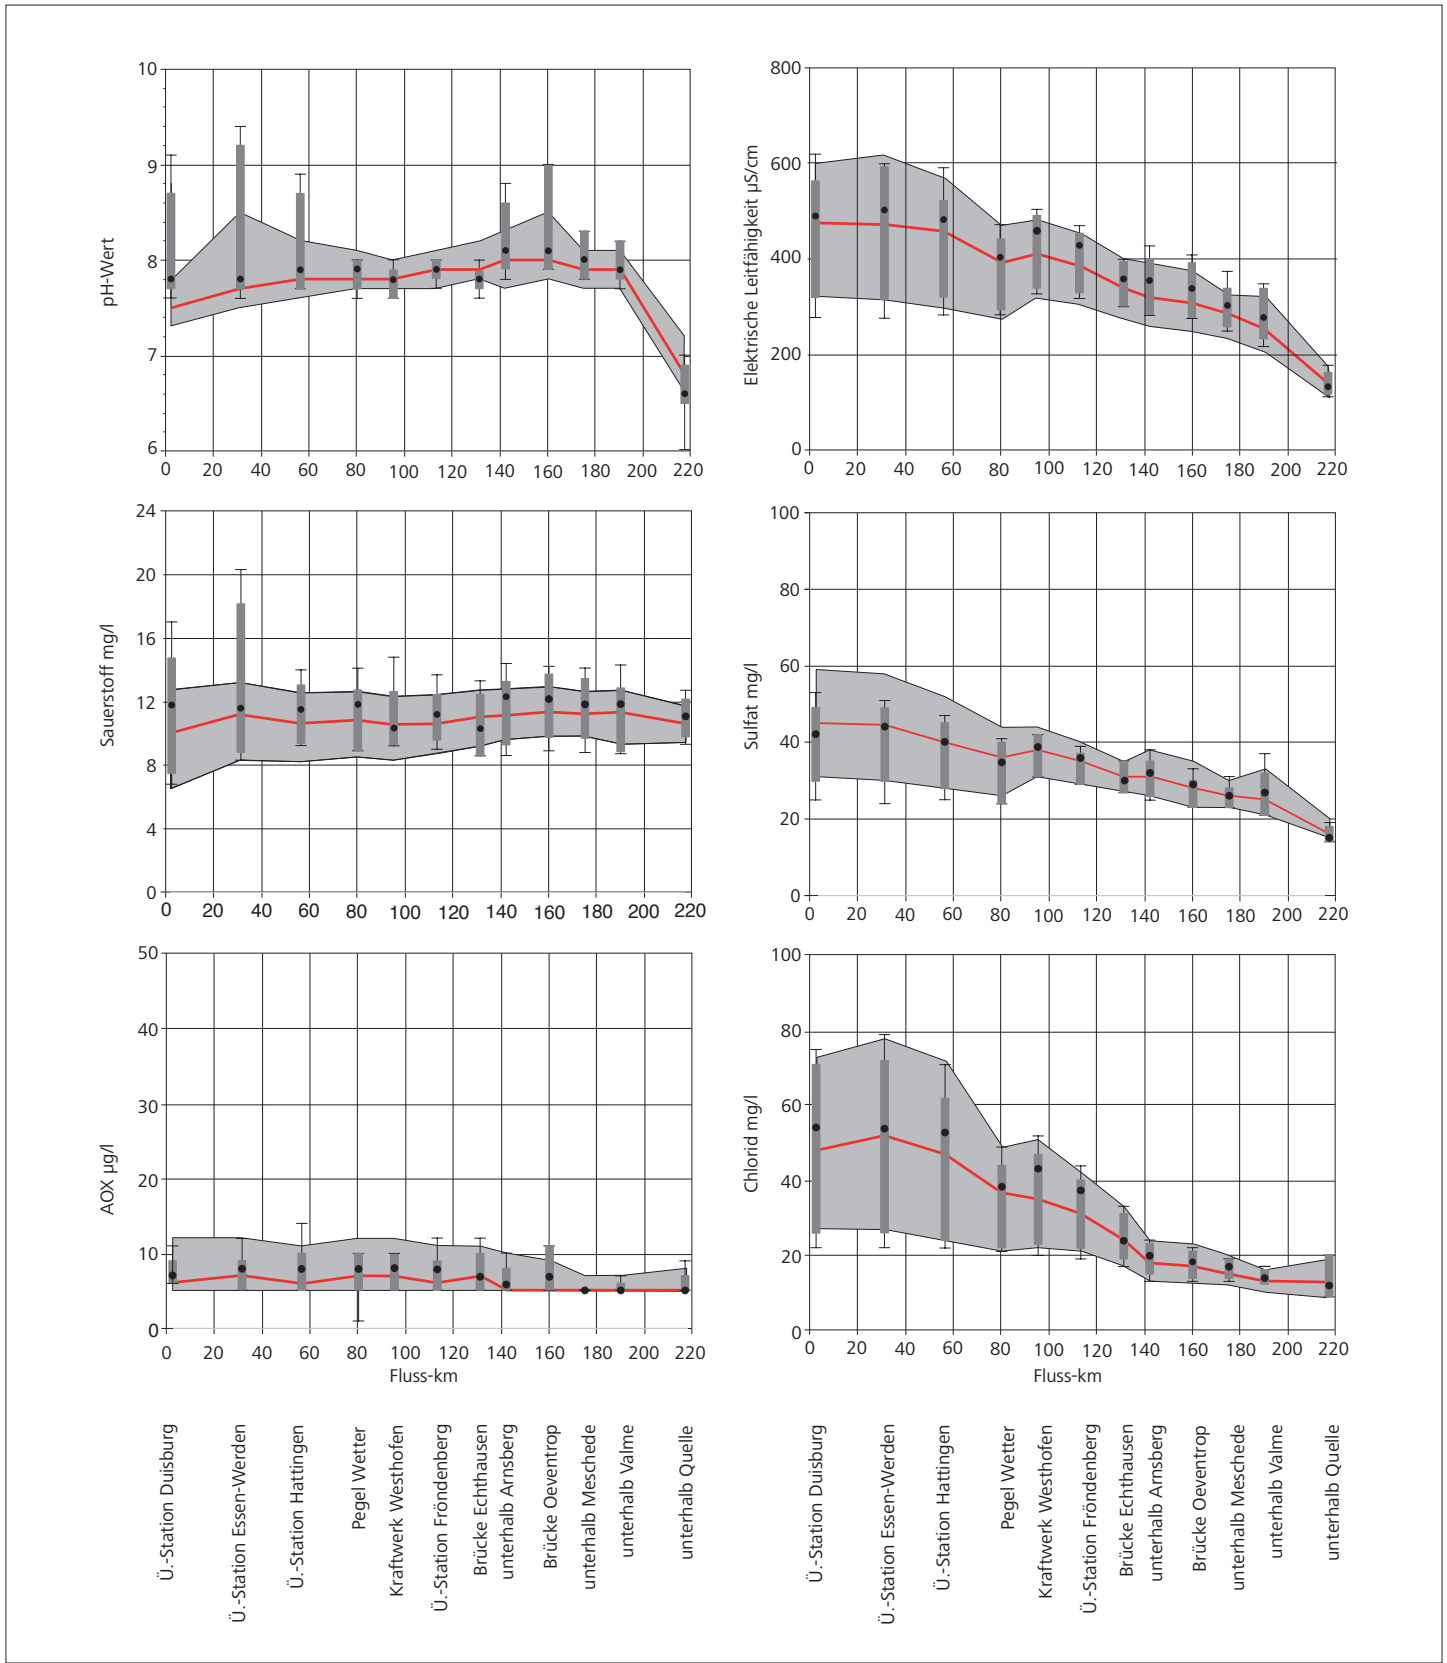 pH-Wert
10
9
8
7
6
0 20 40 60 80 100 120 140 160 180 200 220
Elektrische Leitfähigkeit µS/cm
800
600
400
200
0
0 20 40 60 80 100 120 140 160 180 200 220
Sauerstoff mg/l
24
20
16
12
8
4
0
0 20 40 60 80 100 120 140 160 180 200 220
Sulfat mg/l
100
80
60
40
20
0
0 20 40 60 80 100 120 140 160 180 200 220
AOX µg/l
50
40
30
20
10
0
0 20 40 60 80 100 120 140 160 180 200 220
Fluss-km
Chlorid mg/l
100
80
60
40
20
0
0 20 40 60 80 100 120 140 160 180 200 220
Fluss-km
Ü.-Station Duisburg
Ü.-Station Essen-Werden
Ü.-Station Hattingen
Pegel Wetter
Kraftwerk Westhofen
Ü.-Station Fröndenberg
Brücke Echthausen
unterhalb Arnsberg
Brücke Oeventrop
unterhalb Meschede
unterhalb Valme
unterhalb Quelle
Ü.-Station Duisburg
Ü.-Station Essen-Werden
Ü.-Station Hattingen
Pegel Wetter
Kraftwerk Westhofen
Ü.-Station Fröndenberg
Brücke Echthausen
unterhalb Arnsberg
Brücke Oeventrop
unterhalb Meschede
unterhalb Valme
unterhalb Quelle